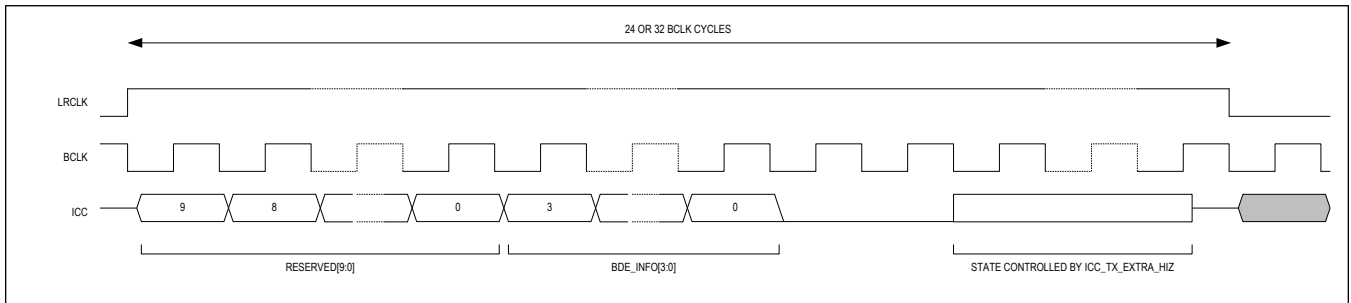 24 OR 32 BCLK CYCLES
LRCLK
BCLK
ICC
9 8 0 3 0
RESERVED[9:0] BDE_INFO[3:0] STATE CONTROLLED BY ICC_TX_EXTRA_HIZ